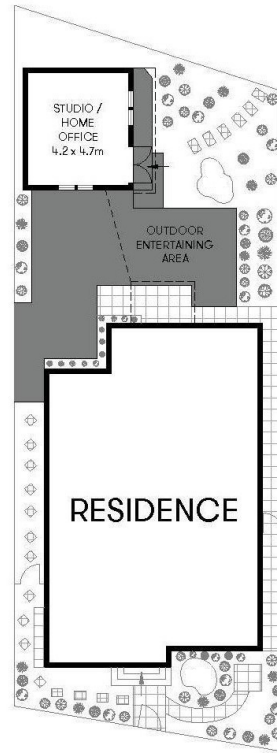 STUDIO /
HOME
OFFICE
4.2 x 4.7m
OUTDOOR
ENTERTAINING
AREA
RESIDENCE